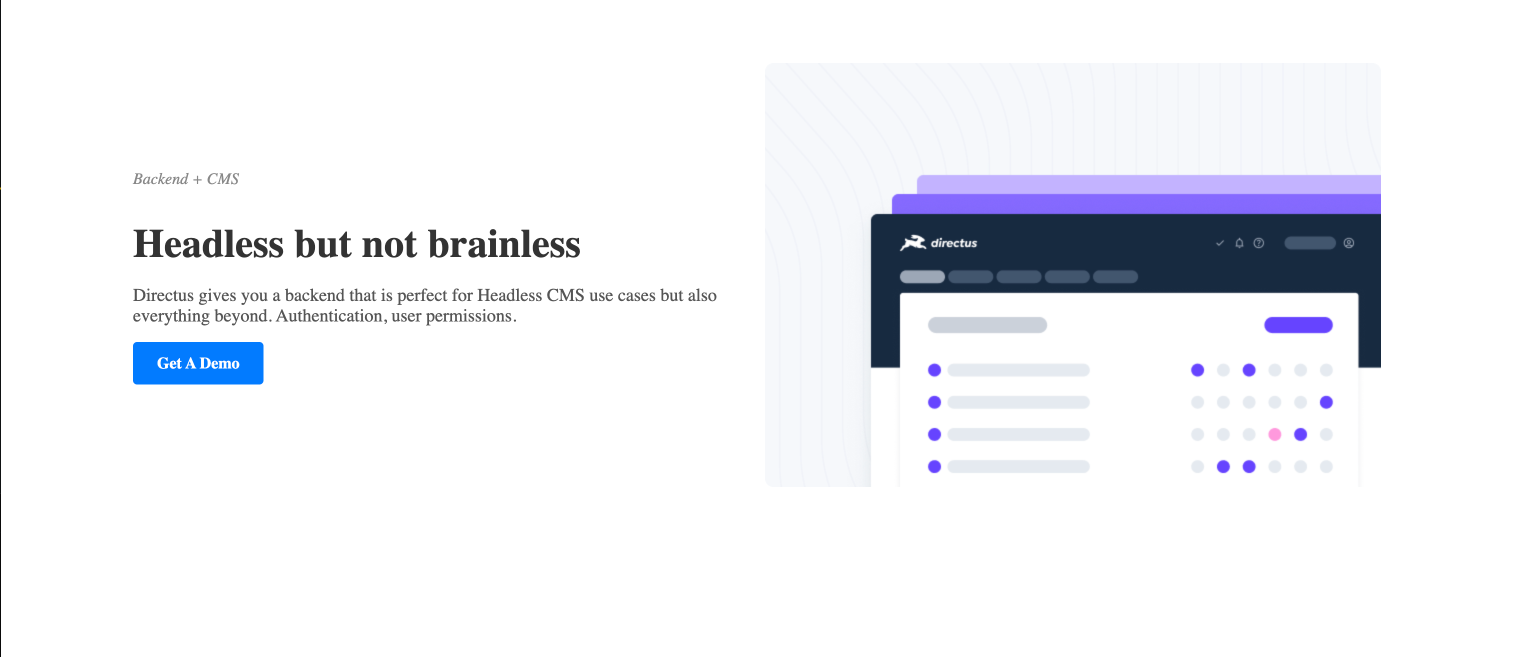 Backend + CMS
Headless but not brainless
Directus gives you a backend that is perfect for Headless CMS use cases but also
everything beyond. Authentication, user permissions.
Get A Demo
directus